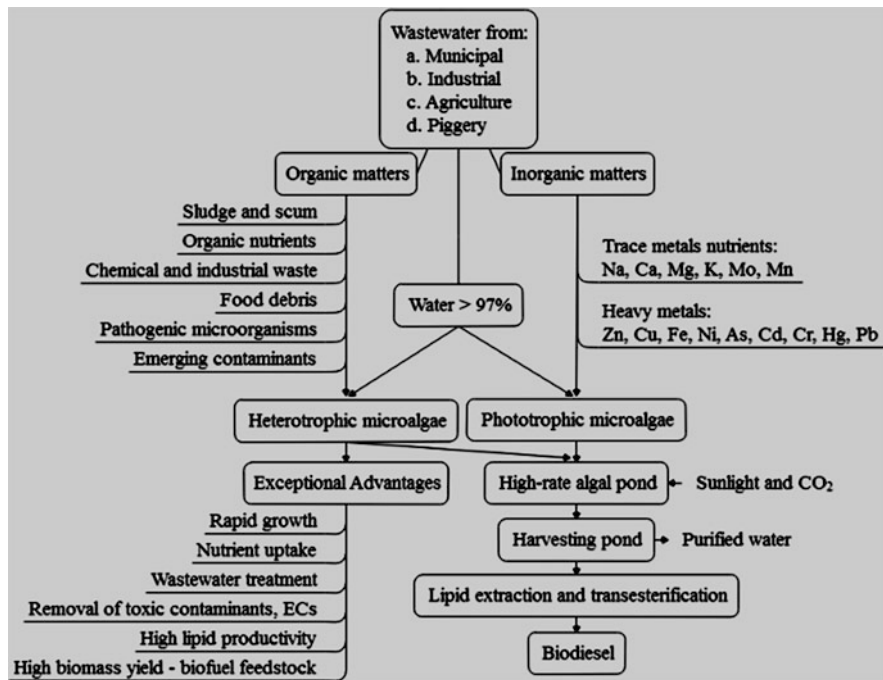 Wastewater from:
a. Municipal
b. Industrial
c. Agriculture
d. Piggery
Organic matters
Inorganic matters
Sludge and scum
Organic nutrients
Chemical and industrial waste
Food debris
Pathogenic microorganisms
Emerging contaminants
Water > 97%
Trace metals nutrients:
Na, Ca, Mg, K, Mo, Mn
Heavy metals:
Zn, Cu, Fe, Ni, As, Cd, Cr, Hg, Pb
Heterotrophic microalgae
Phototrophic microalgae
Exceptional Advantages
Rapid growth
Nutrient uptake
Wastewater treatment
Removal of toxic contaminants, ECs
High lipid productivity
High biomass yield - biofuel feedstock
High-rate algal pond
Sunlight and CO₂
Harvesting pond
Purified water
Lipid extraction and transesterification
Biodiesel